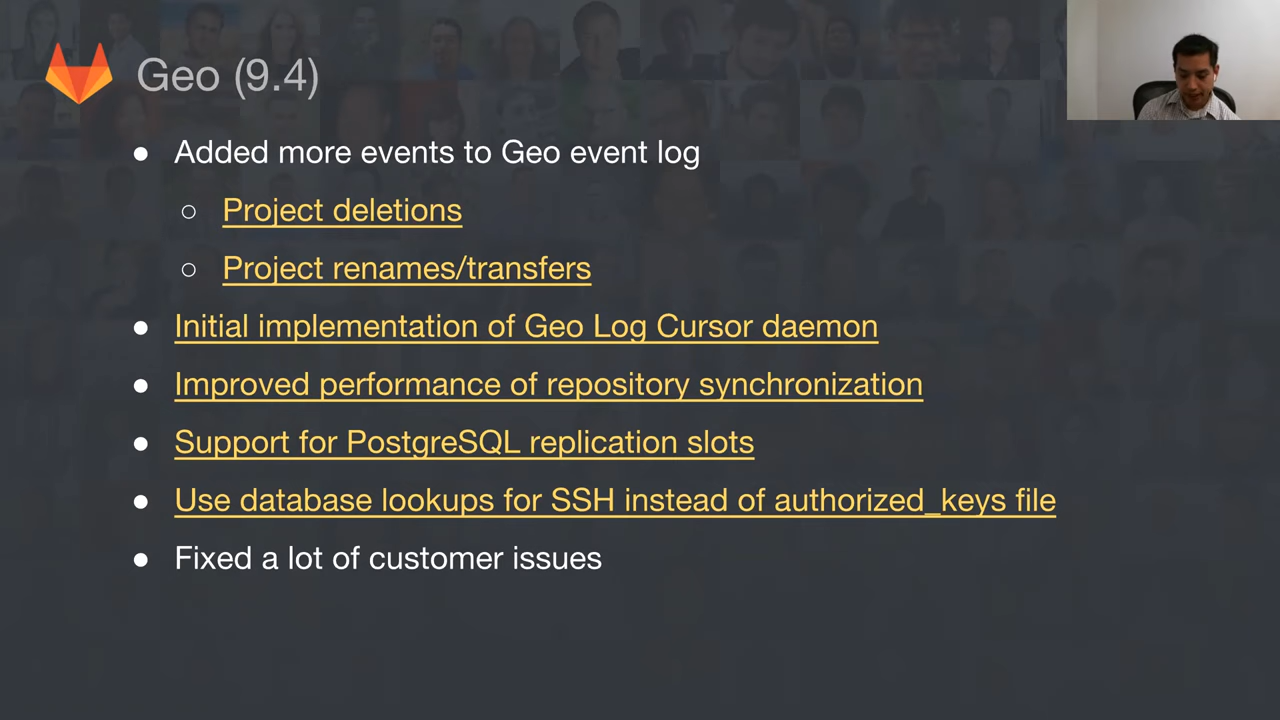 Geo (9.4)
Added more events to Geo event log
Project deletions
Project renames/transfers
Initial implementation of Geo Log Cursor daemon
Improved performance of repository synchronization
Support for PostgreSQL replication slots
Use database lookups for SSH instead of authorized_keys file
Fixed a lot of customer issues